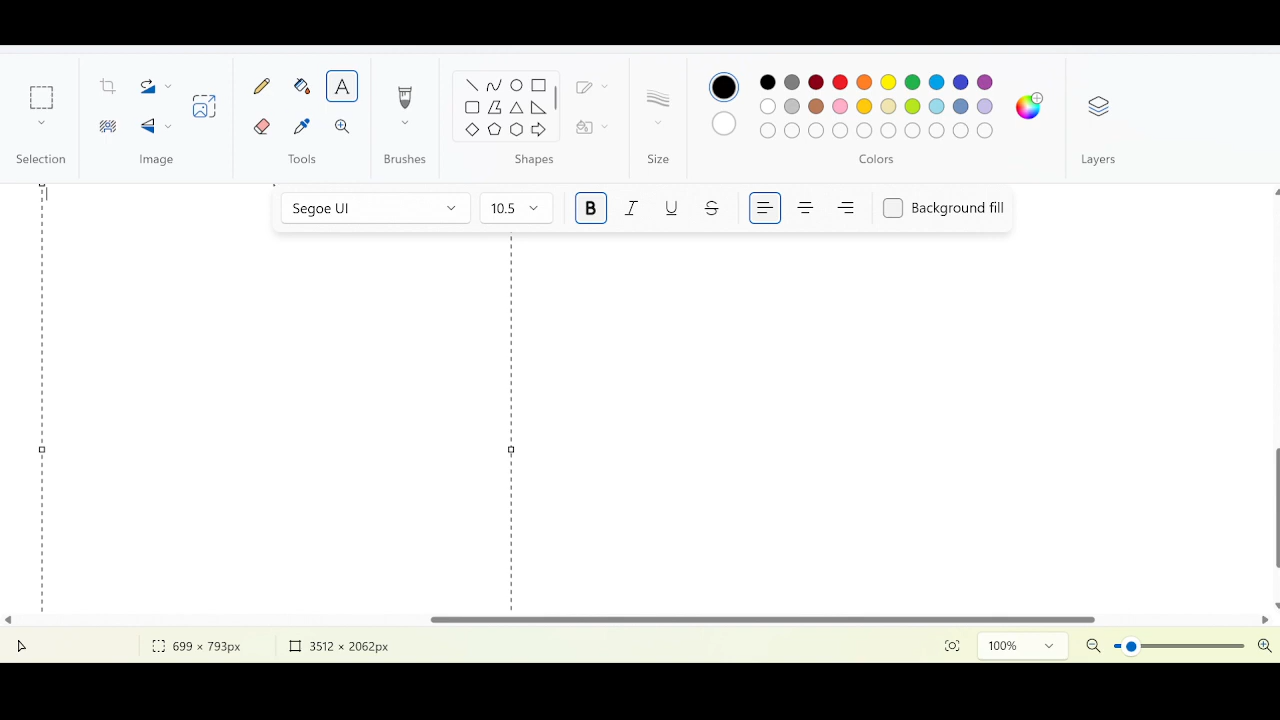 Segoe UI 10.5 B I U S Background fill
Selection Image Tools Brushes Shapes Size Colors Layers
699 × 793px 3512 × 2062px 100%